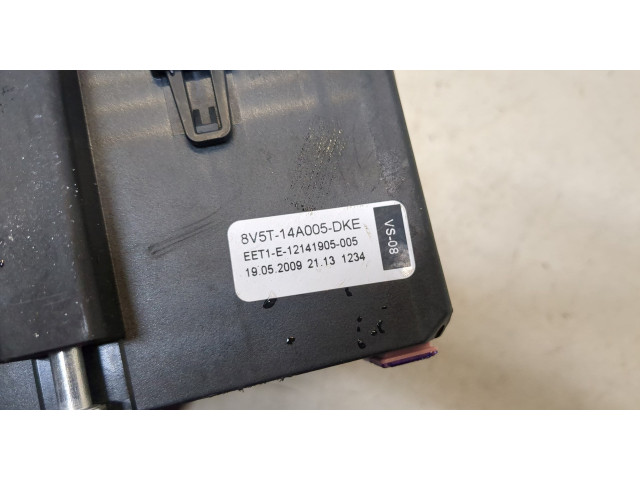 8V5T-14A005-DKE
EET1-E-12141905-005
19.05.2009 21.13 1234
VS-08